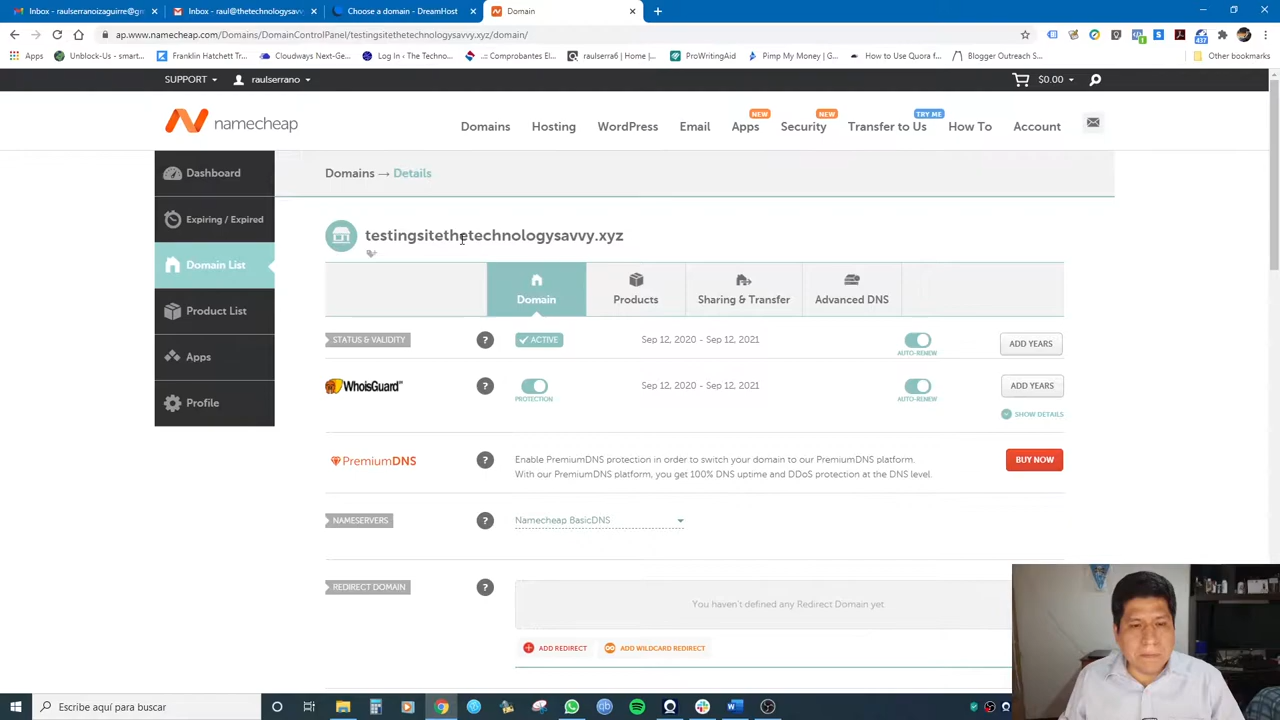 Inbox - raulserranoizaguirre@gm
Inbox - raul@thetechnologysavv
Choose a domain - DreamHost
Domain
ap.www.namecheap.com/Domains/DomainControlPanel/testingsitethetechnologysavvy.xyz/domain/
Apps
Unblock-Us - smart...
Franklin Hatchett Tr...
Cloudways Next-Ge...
Log In ‹ The Techno...
..:: Comprobantes El...
raulserra6 | Freelancer
ProWritingAid
Pimp My Money | G...
How to Use Quora f...
Blogger Outreach S...
Other bookmarks
SUPPORT
raulserrano
$0.00
namecheap
Domains
Hosting
WordPress
Email
Apps
NEW
Security
NEW
Transfer to Us
TRY ME
How To
Account
Dashboard
Expiring / Expired
Domain List
Product List
Apps
Profile
Domains → Details
testingsitethetechnologysavvy.xyz
Domain
Products
Sharing & Transfer
Advanced DNS
STATUS & VALIDITY
?
ACTIVE
Sep 12, 2020 - Sep 12, 2021
AUTO-RENEW
ADD YEARS
WhoisGuard
?
PROTECTION
Sep 12, 2020 - Sep 12, 2021
AUTO-RENEW
ADD YEARS
SHOW DETAILS
PremiumDNS
?
Enable PremiumDNS protection in order to switch your domain to our PremiumDNS platform.
With our PremiumDNS platform, you get 100% DNS uptime and DDoS protection at the DNS level.
BUY NOW
NAMESERVERS
?
Namecheap BasicDNS
REDIRECT DOMAIN
?
You haven't defined any Redirect Domain yet
ADD REDIRECT
ADD WILDCARD REDIRECT
Escribe aquí para buscar